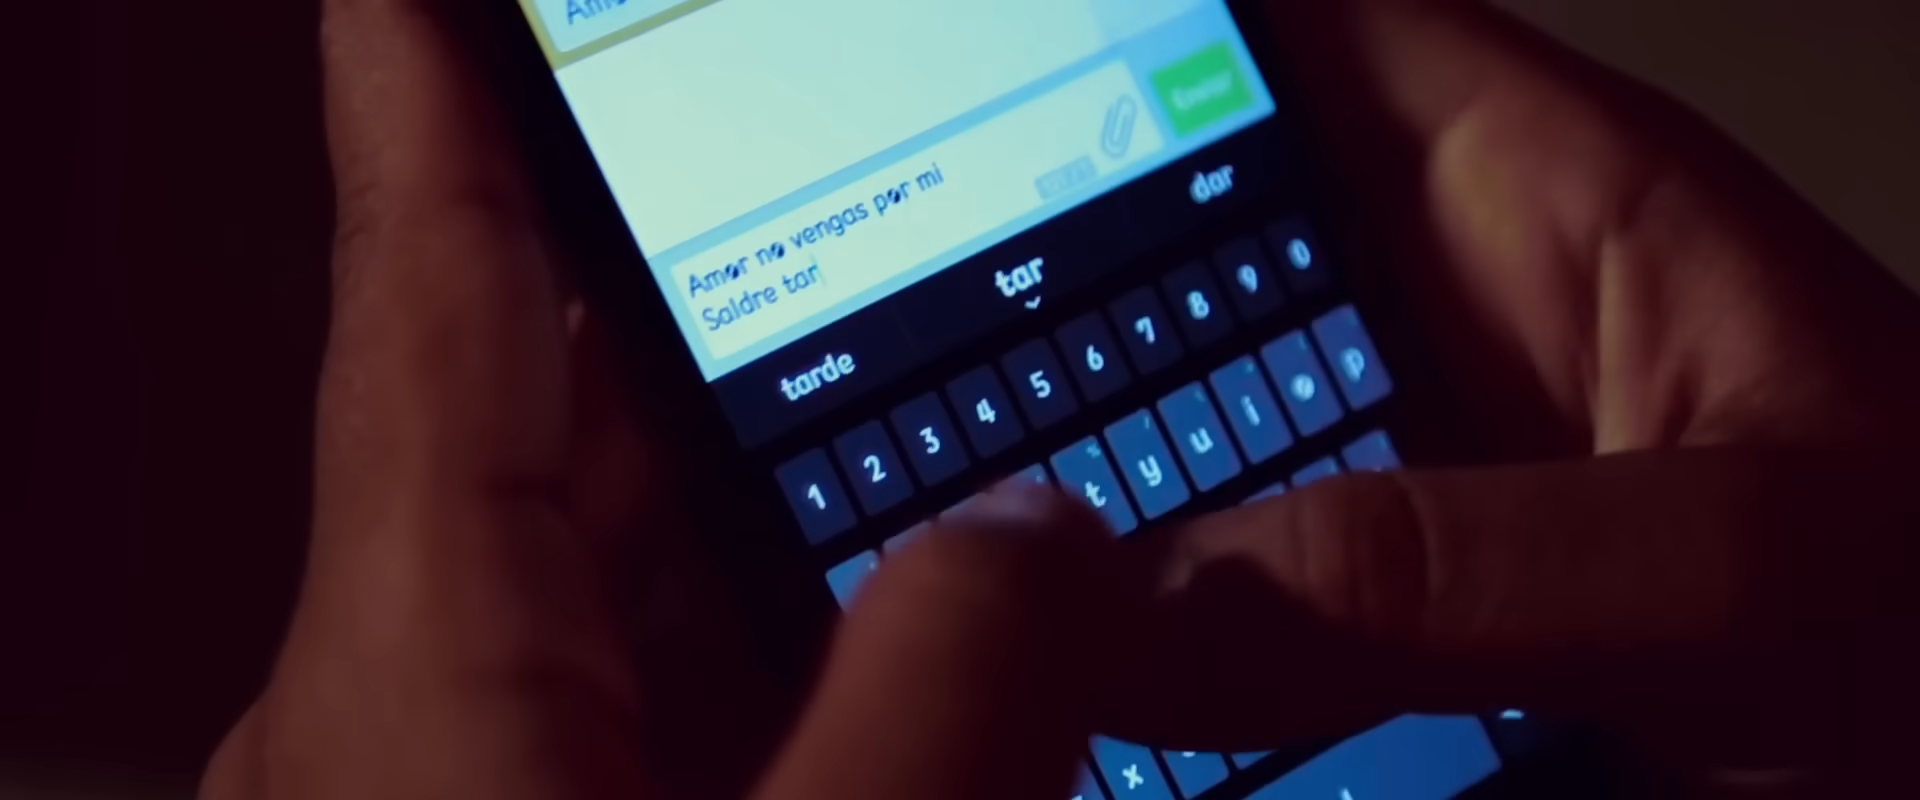 Amor no vengas por mi
Saldre tar
Enviar
tarde tar dar
1 2 3 4 5 6 7 8 9 0
t y u i o p
x